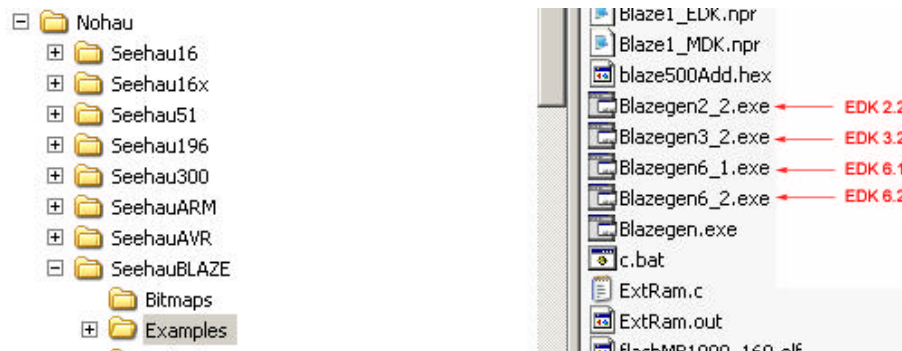 Nohau
Seehau16
Seehau16x
Seehau51
Seehau196
Seehau300
SeehauARM
SeehauAVR
SeehauBLAZE
Bitmaps
Examples
Blaze1_EDK.npr
Blaze1_MDK.npr
blaze500Add.hex
Blazegen2_2.exe EDK 2.2
Blazegen3_2.exe EDK 3.2
Blazegen6_1.exe EDK 6.1
Blazegen6_2.exe EDK 6.2
Blazegen.exe
c.bat
ExtRam.c
ExtRam.out